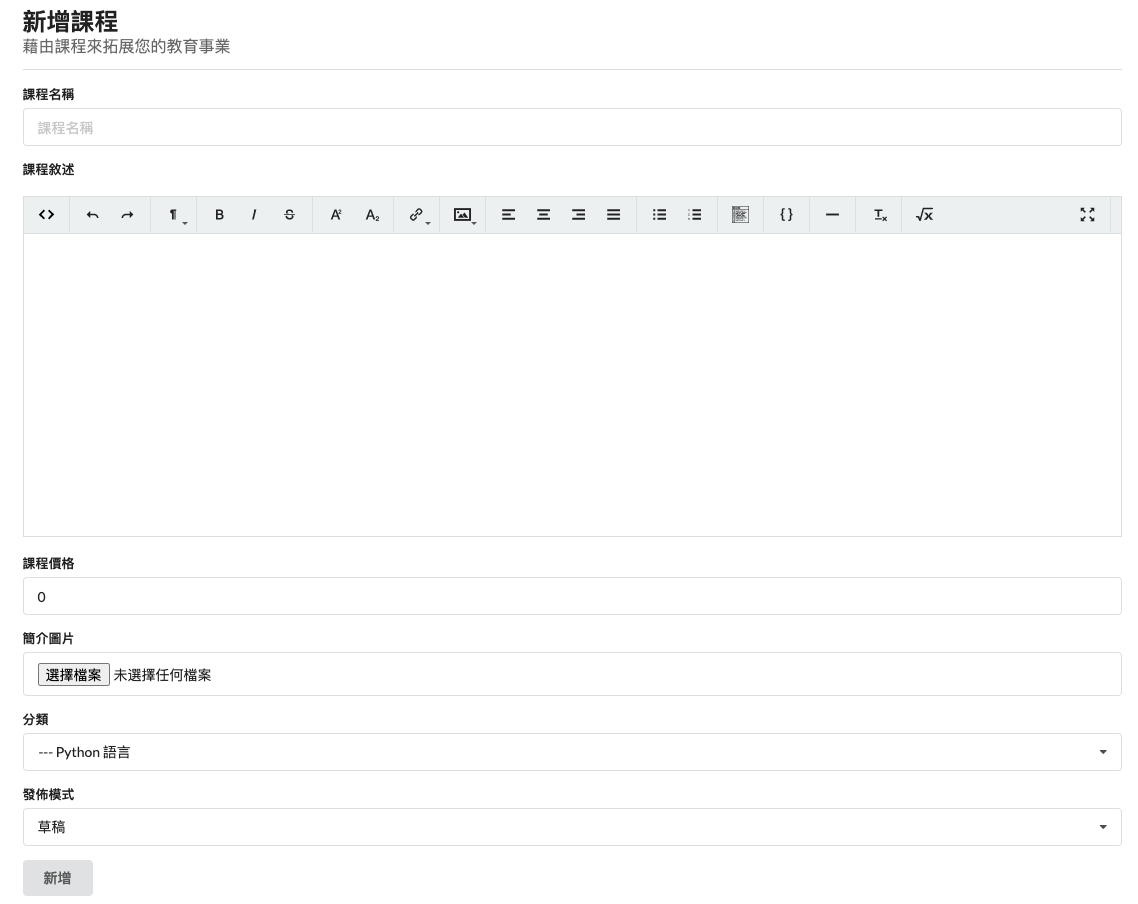 新增課程
藉由課程來拓展您的教育事業
課程名稱
課程名稱
課程敘述
課程價格
0
簡介圖片
選擇檔案 未選擇任何檔案
分類
--- Python 語言
發佈模式
草稿
新增